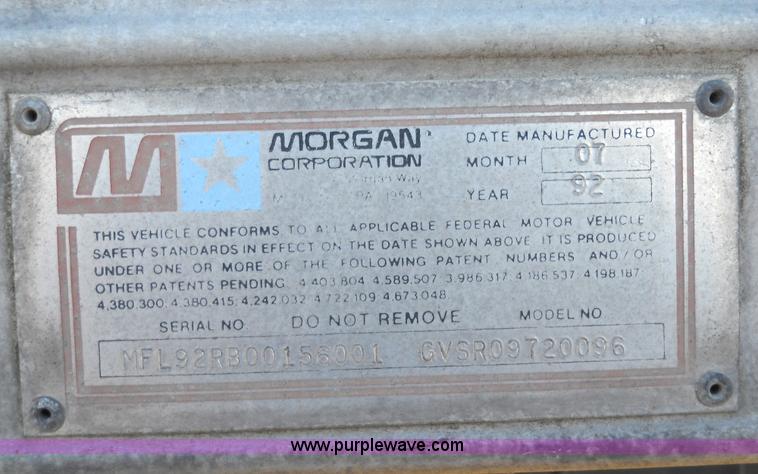 M MORGAN
CORPORATION
Way
PA 19543
DATE MANUFACTURED
MONTH 07
YEAR 92
THIS VEHICLE CONFORMS TO ALL APPLICABLE FEDERAL MOTOR VEHICLE
SAFETY STANDARDS IN EFFECT ON THE DATE SHOWN ABOVE. IT IS PRODUCED
UNDER ONE OR MORE OF THE FOLLOWING PATENT NUMBERS AND/OR
OTHER PATENTS PENDING. 4,403,804 4,589,507 3,986,317 4,186,537 4,198,187
4,380,300, 4,380,415, 4,242,032 4,722,109 4,673,048
SERIAL NO. DO NOT REMOVE MODEL NO.
MFL92RB00156001 GVSR09720096
www.purplewave.com